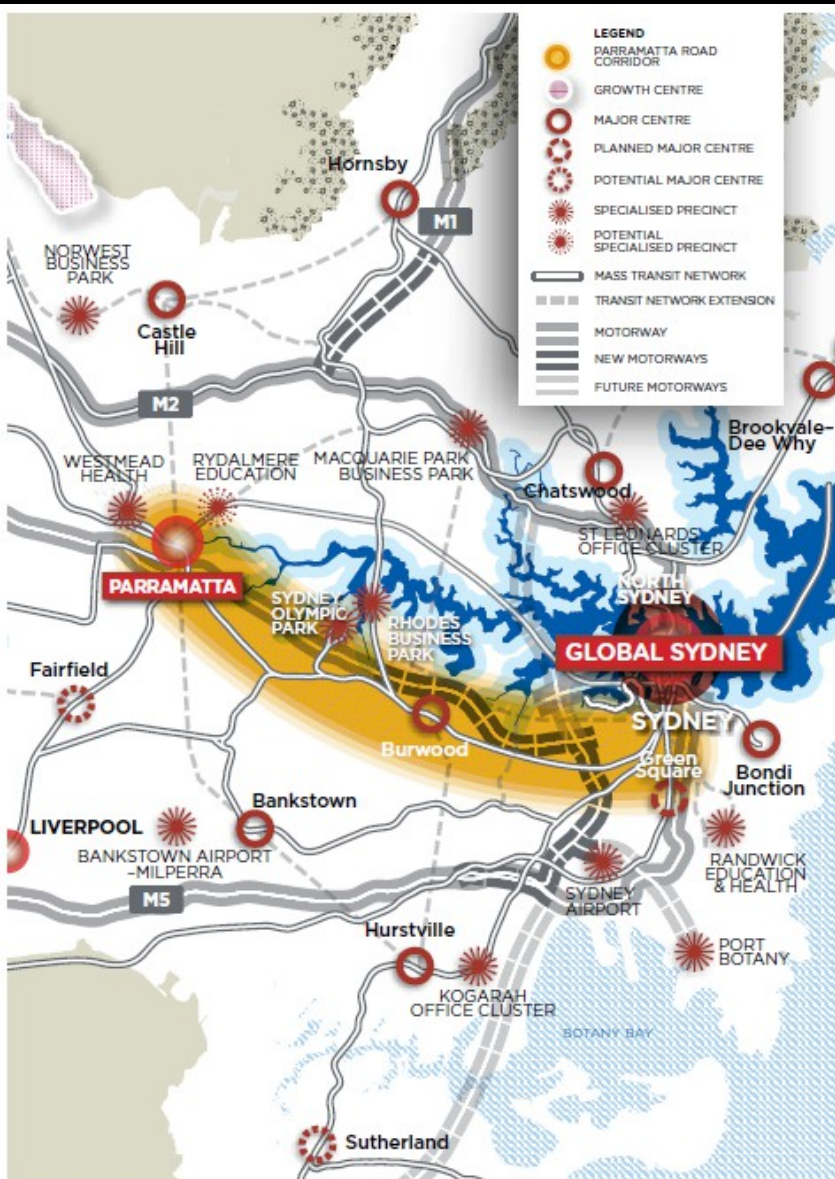 LEGEND
PARRAMATTA ROAD
CORRIDOR
GROWTH CENTRE
MAJOR CENTRE
PLANNED MAJOR CENTRE
POTENTIAL MAJOR CENTRE
SPECIALISED PRECINCT
POTENTIAL
SPECIALISED PRECINCT
MASS TRANSIT NETWORK
TRANSIT NETWORK EXTENSION
MOTORWAY
NEW MOTORWAYS
FUTURE MOTORWAYS
Hornsby
M1
NORWEST
BUSINESS
PARK
Castle
Hill
M2
Brookvale–
Dee Why
WESTMEAD
HEALTH
RYDALMERE
EDUCATION
MACQUARIE PARK
BUSINESS PARK
Chatswood
ST LEONARDS
OFFICE CLUSTER
PARRAMATTA
SYDNEY
OLYMPIC
PARK
RHODES
BUSINESS
PARK
NORTH
SYDNEY
GLOBAL SYDNEY
SYDNEY
Fairfield
Burwood
Green
Square
Bondi
Junction
Bankstown
LIVERPOOL
BANKSTOWN AIRPORT
–MILPERRA
RANDWICK
EDUCATION
& HEALTH
SYDNEY
AIRPORT
M5
Hurstville
PORT
BOTANY
KOGARAH
OFFICE CLUSTER
BOTANY BAY
Sutherland